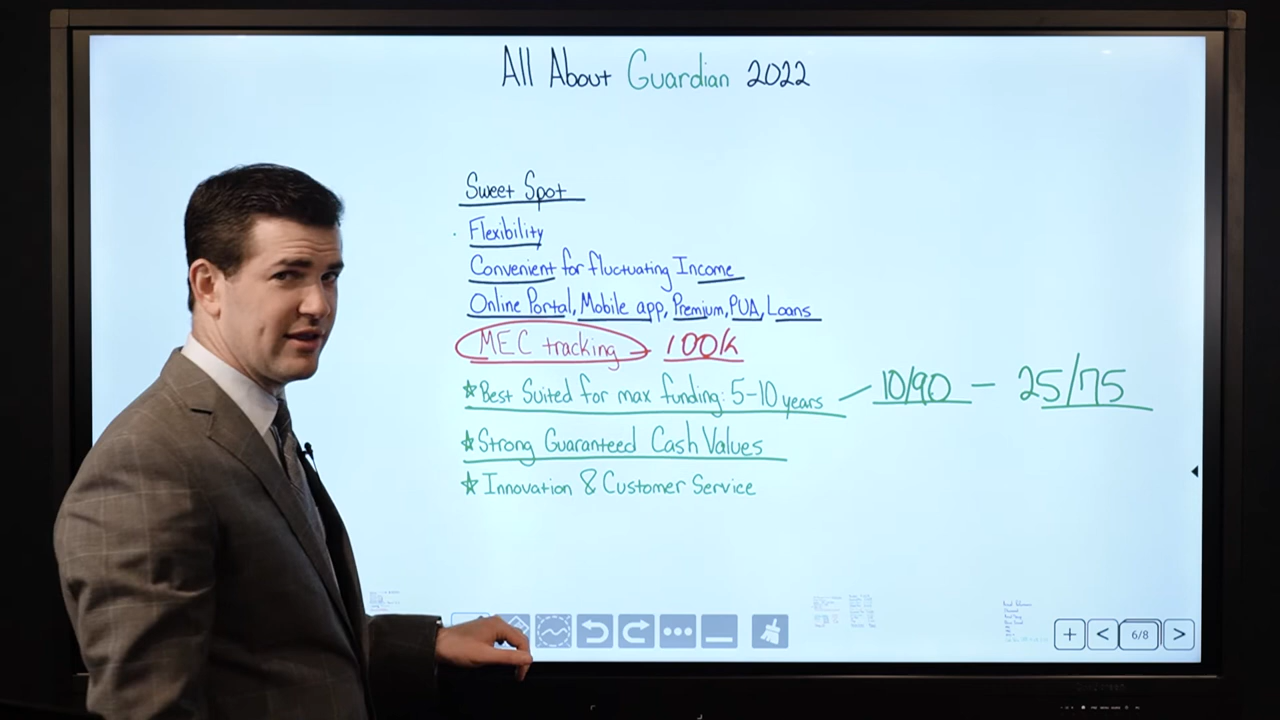 All About Guardian 2022
Sweet Spot
Flexibility
Convenient for fluctuating Income
Online Portal, Mobile app, Premium, PUA, Loans
MEC tracking - 100k
★Best Suited for max funding: 5-10 years - 10/90 - 25/75
★Strong Guaranteed Cash Values
★Innovation & Customer Service
6/8